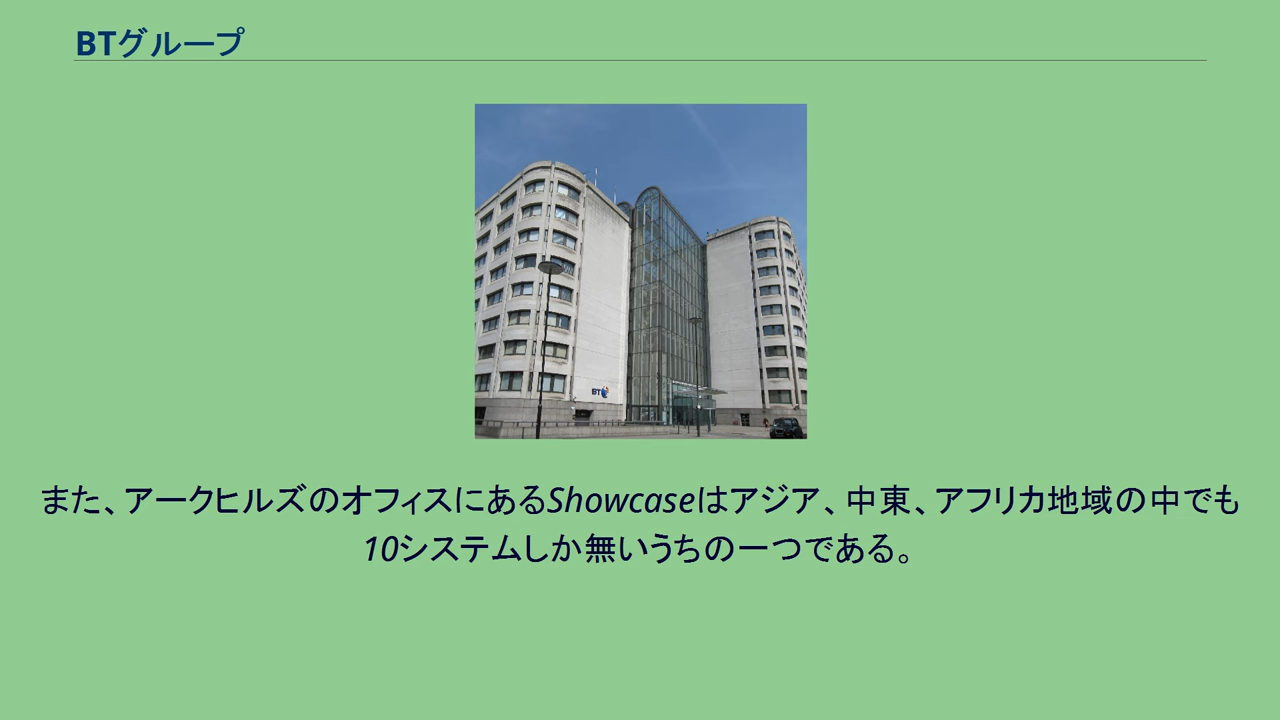 BTグループ
BT
また、アークヒルズのオフィスにあるShowcaseはアジア、中東、アフリカ地域の中でも
10システムしか無いうちの一つである。